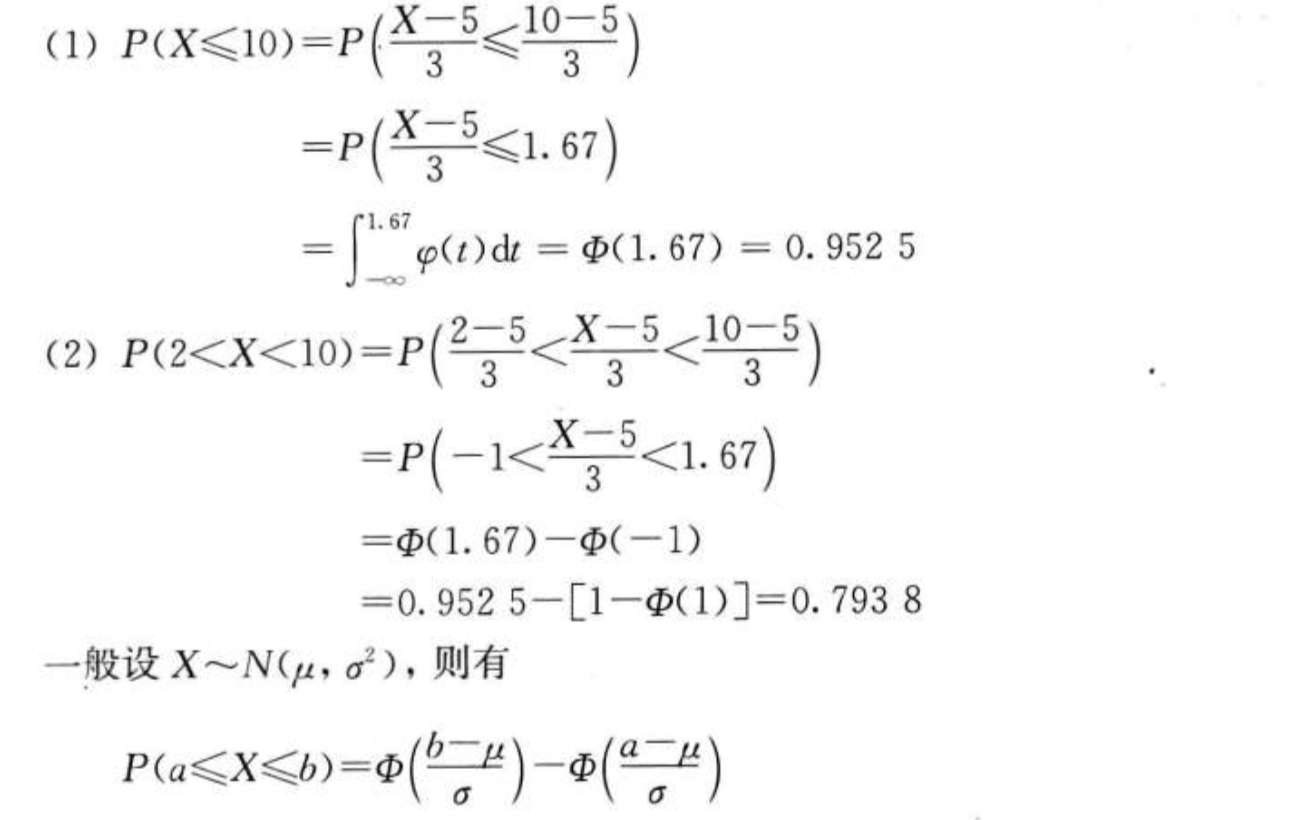 (1) P(X≤10)=P((X−5)/3≤(10−5)/3)
=P((X−5)/3≤1.67)
=∫_{−∞}^{1.67} φ(t)dt = Φ(1.67) = 0.952 5
(2) P(2<X<10)=P((2−5)/3<(X−5)/3<(10−5)/3)
=P(−1<(X−5)/3<1.67)
=Φ(1.67)−Φ(−1)
=0.952 5−[1−Φ(1)]=0.793 8
一般设 X~N(μ, σ²), 则有
P(a≤X≤b)=Φ((b−μ)/σ)−Φ((a−μ)/σ)